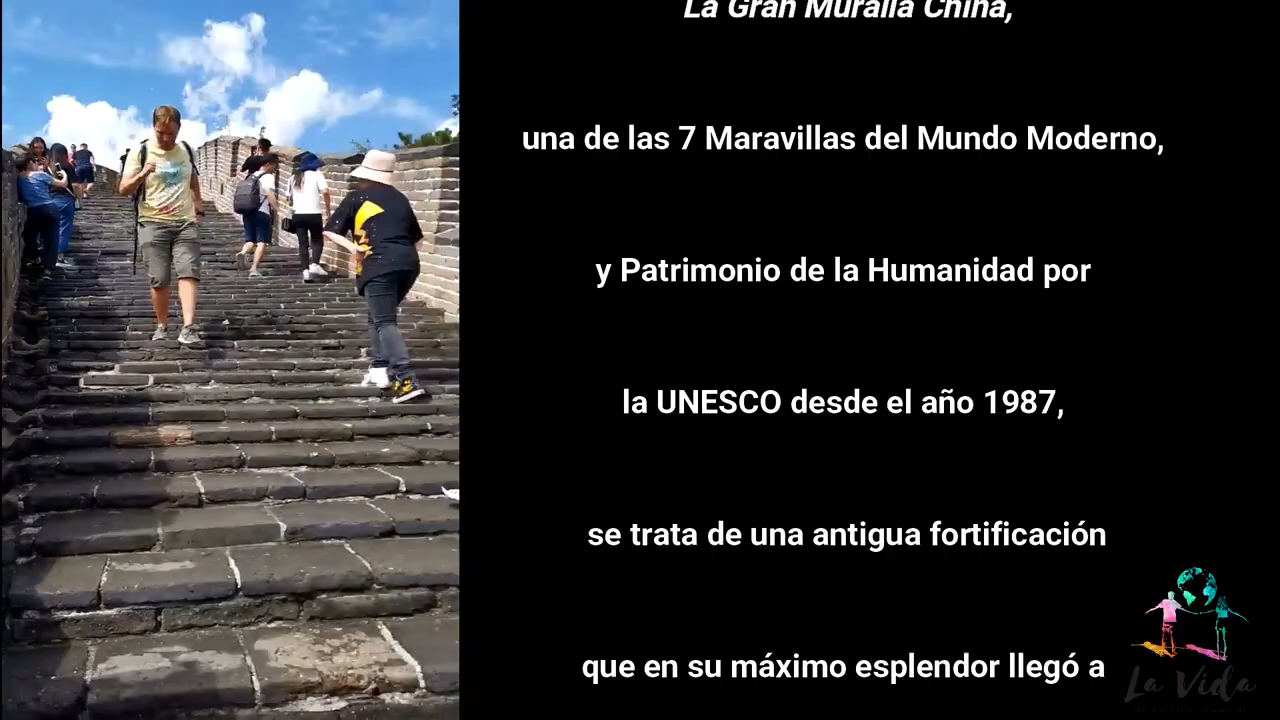 La Gran Muralla China,
una de las 7 Maravillas del Mundo Moderno,
y Patrimonio de la Humanidad por
la UNESCO desde el año 1987,
se trata de una antigua fortificación
que en su máximo esplendor llegó a
La Vida